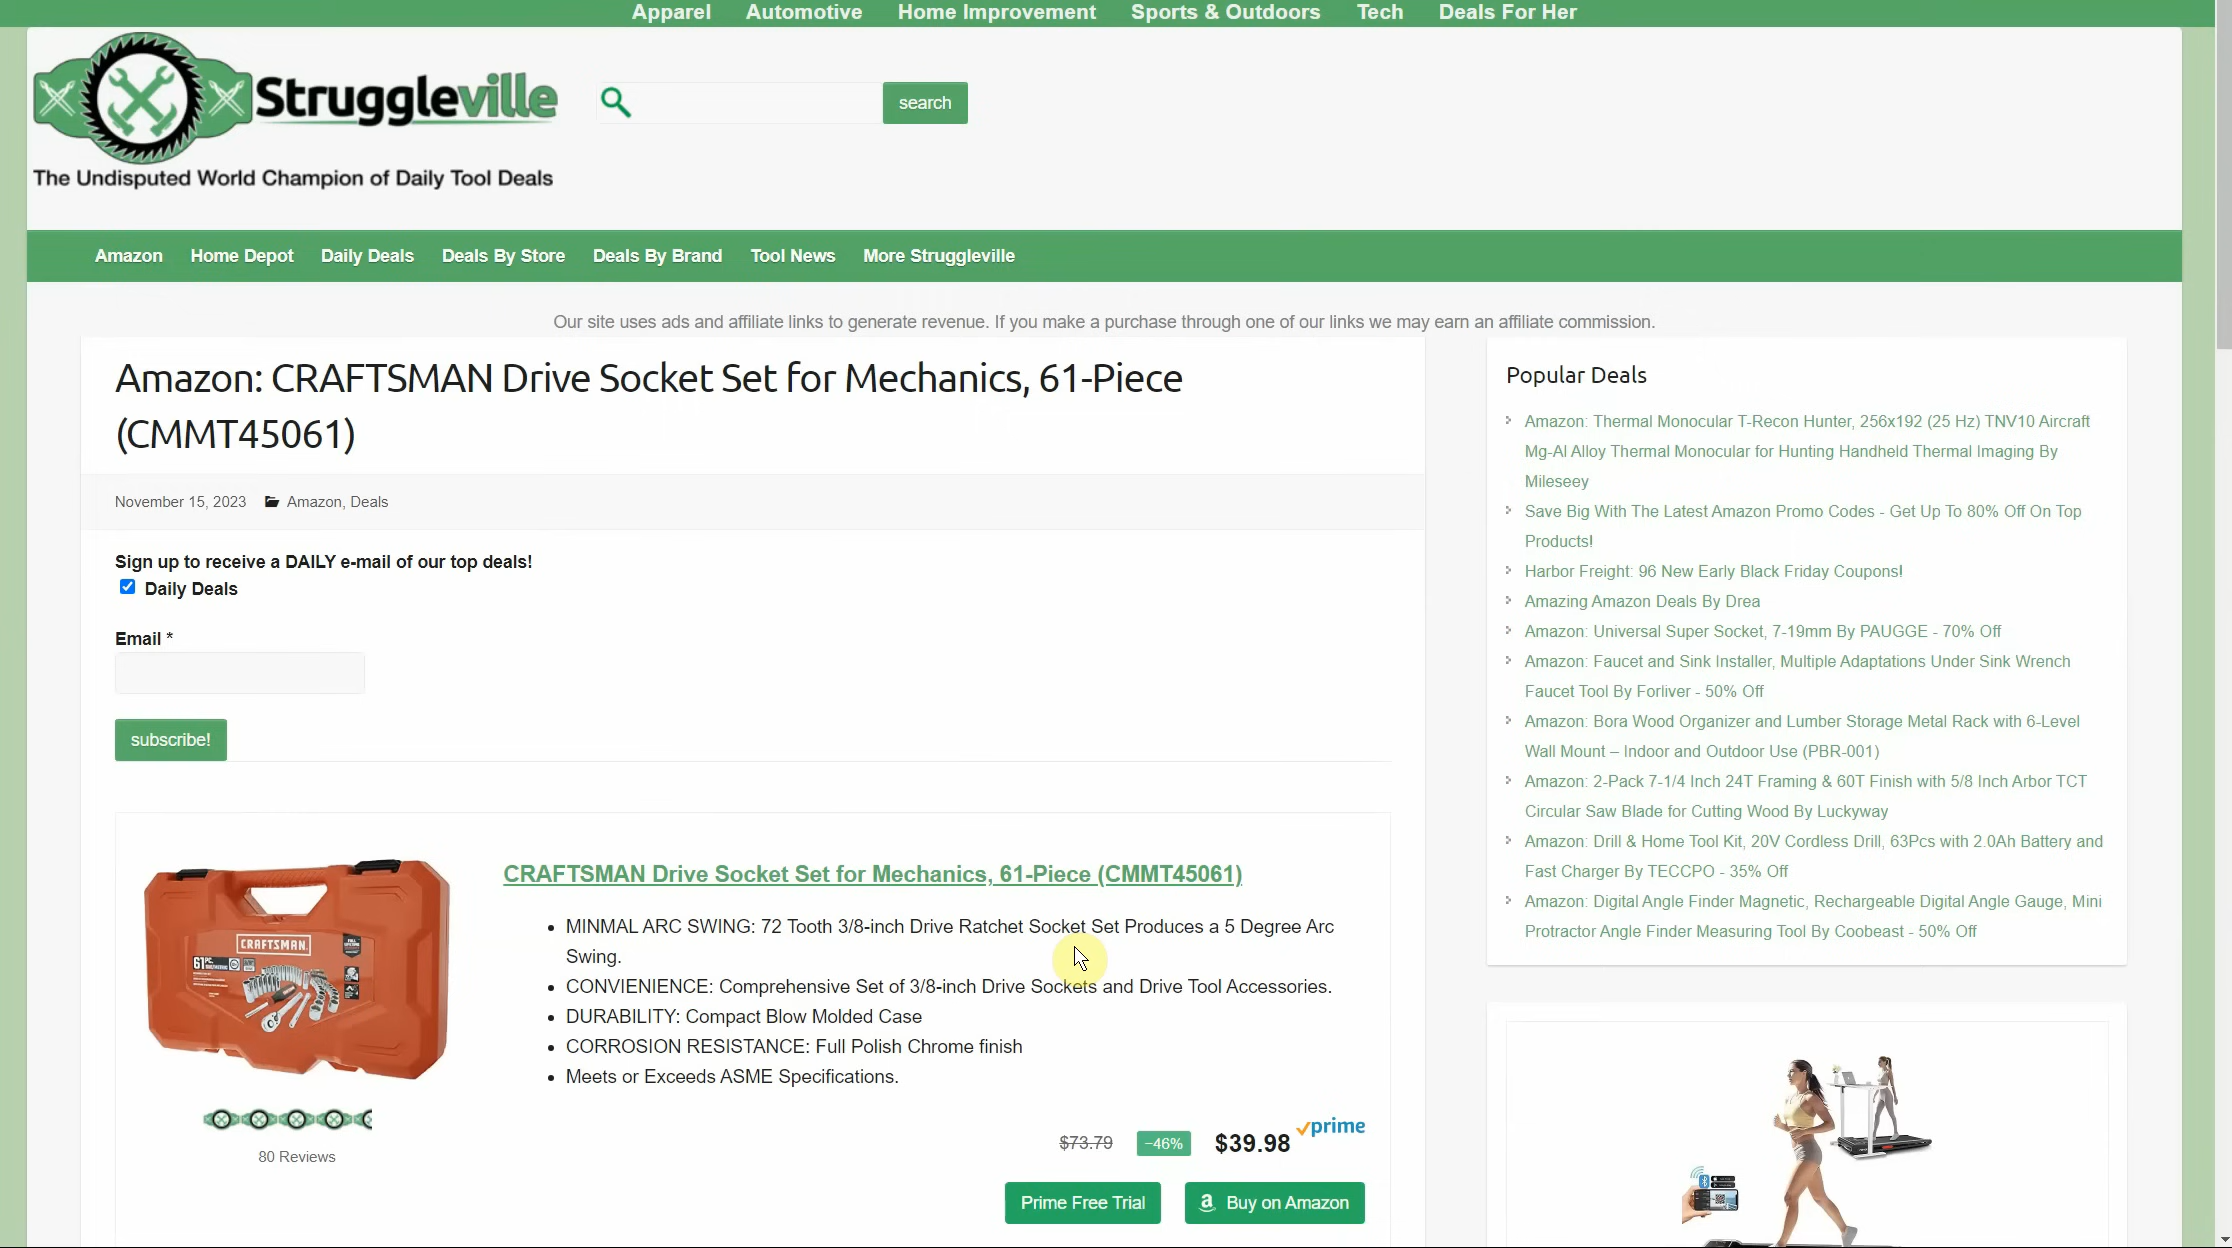 Apparel Automotive Home Improvement Sports & Outdoors Tech Deals For Her
Struggleville
search
The Undisputed World Champion of Daily Tool Deals
Amazon Home Depot Daily Deals Deals By Store Deals By Brand Tool News More Struggleville
Our site uses ads and affiliate links to generate revenue. If you make a purchase through one of our links we may earn an affiliate commission.
Amazon: CRAFTSMAN Drive Socket Set for Mechanics, 61-Piece
(CMMT45061)
November 15, 2023 Amazon, Deals
Sign up to receive a DAILY e-mail of our top deals!
Daily Deals
Email *
subscribe!
CRAFTSMAN
61PC.
80 Reviews
CRAFTSMAN Drive Socket Set for Mechanics, 61-Piece (CMMT45061)
MINMAL ARC SWING: 72 Tooth 3/8-inch Drive Ratchet Socket Set Produces a 5 Degree Arc
Swing.
CONVIENIENCE: Comprehensive Set of 3/8-inch Drive Sockets and Drive Tool Accessories.
DURABILITY: Compact Blow Molded Case
CORROSION RESISTANCE: Full Polish Chrome finish
Meets or Exceeds ASME Specifications.
$73.79 −46% $39.98 prime
Prime Free Trial Buy on Amazon
Popular Deals
Amazon: Thermal Monocular T-Recon Hunter, 256x192 (25 Hz) TNV10 Aircraft
Mg-Al Alloy Thermal Monocular for Hunting Handheld Thermal Imaging By
Mileseey
Save Big With The Latest Amazon Promo Codes - Get Up To 80% Off On Top
Products!
Harbor Freight: 96 New Early Black Friday Coupons!
Amazing Amazon Deals By Drea
Amazon: Universal Super Socket, 7-19mm By PAUGGE - 70% Off
Amazon: Faucet and Sink Installer, Multiple Adaptations Under Sink Wrench
Faucet Tool By Forliver - 50% Off
Amazon: Bora Wood Organizer and Lumber Storage Metal Rack with 6-Level
Wall Mount – Indoor and Outdoor Use (PBR-001)
Amazon: 2-Pack 7-1/4 Inch 24T Framing & 60T Finish with 5/8 Inch Arbor TCT
Circular Saw Blade for Cutting Wood By Luckyway
Amazon: Drill & Home Tool Kit, 20V Cordless Drill, 63Pcs with 2.0Ah Battery and
Fast Charger By TECCPO - 35% Off
Amazon: Digital Angle Finder Magnetic, Rechargeable Digital Angle Gauge, Mini
Protractor Angle Finder Measuring Tool By Coobeast - 50% Off